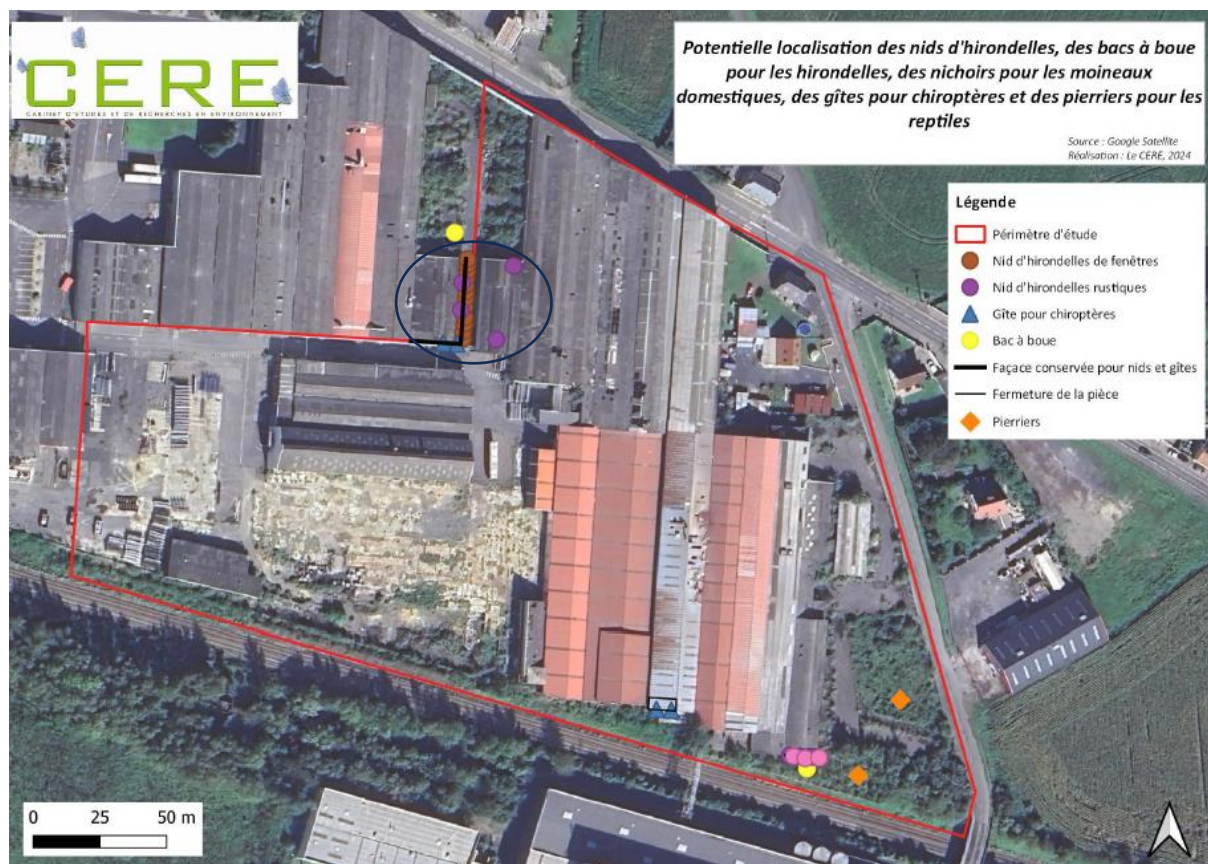 CERE
CABINET D'ÉTUDES ET DE RECHERCHES EN ENVIRONNEMENT
Potentielle localisation des nids d'hirondelles, des bacs à boue
pour les hirondelles, des nichoirs pour les moineaux
domestiques, des gîtes pour chiroptères et des pierriers pour les
reptiles
Source : Google Satellite
Réalisation : Le CERE, 2024
Légende
Périmètre d'étude
Nid d'hirondelles de fenêtres
Nid d'hirondelles rustiques
Gîte pour chiroptères
Bac à boue
Façace conservée pour nids et gîtes
Fermeture de la pièce
Pierriers
0 25 50 m